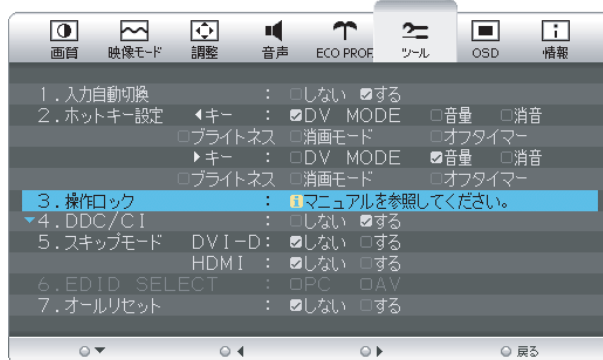 画質 映像モード 調整 音声 ECO PROF. ツール OSD 情報
1.入力自動切換 : □しない ☑する
2.ホットキー設定 ◀キー : ☑DV MODE □音量 □消音
□ブライトネス □消画モード □オフタイマー
▶キー : □DV MODE ☑音量 □消音
□ブライトネス □消画モード □オフタイマー
3.操作ロック : iマニュアルを参照してください。
▼4.DDC/CI : □しない ☑する
5.スキップモード DVI-D: ☑しない □する
HDMI : ☑しない □する
6.EDID SELECT : □PC □AV
7.オールリセット : ☑しない □する
○▼ ○◀ ○▶ ○戻る